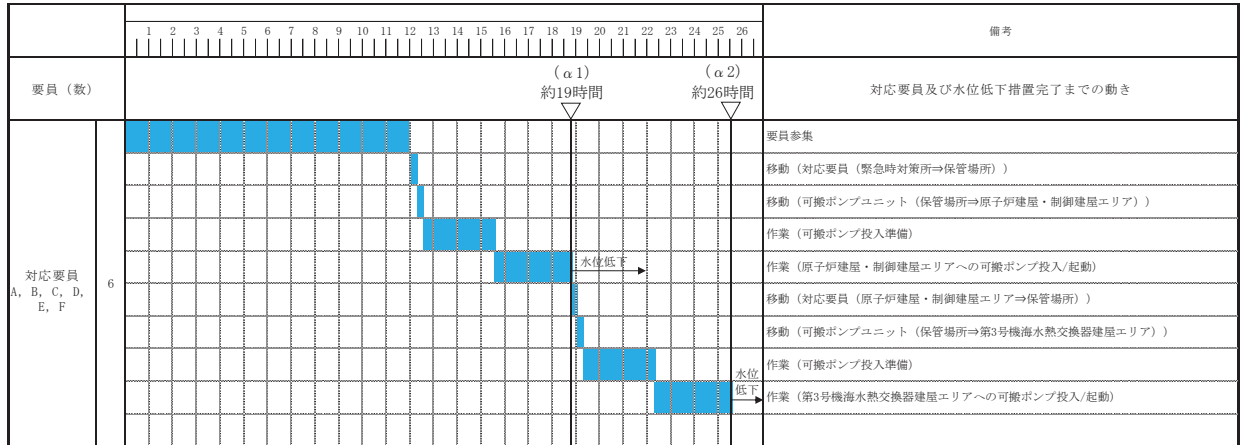 1 2 3 4 5 6 7 8 9 10 11 12 13 14 15 16 17 18 19 20 21 22 23 24 25 26
備考
要員（数）
（α1）
約19時間
（α2）
約26時間
対応要員及び水位低下措置完了までの動き
要員参集
移動（対応要員（緊急時対策所⇒保管場所））
移動（可搬ポンプユニット（保管場所⇒原子炉建屋・制御建屋エリア））
作業（可搬ポンプ投入準備）
水位低下
作業（原子炉建屋・制御建屋エリアへの可搬ポンプ投入/起動）
対応要員
A, B, C, D,
E, F
6
移動（対応要員（原子炉建屋・制御建屋エリア⇒保管場所））
移動（可搬ポンプユニット（保管場所⇒第3号機海水熱交換器建屋エリア））
作業（可搬ポンプ投入準備）
水位
低下
作業（第3号機海水熱交換器建屋エリアへの可搬ポンプ投入/起動）